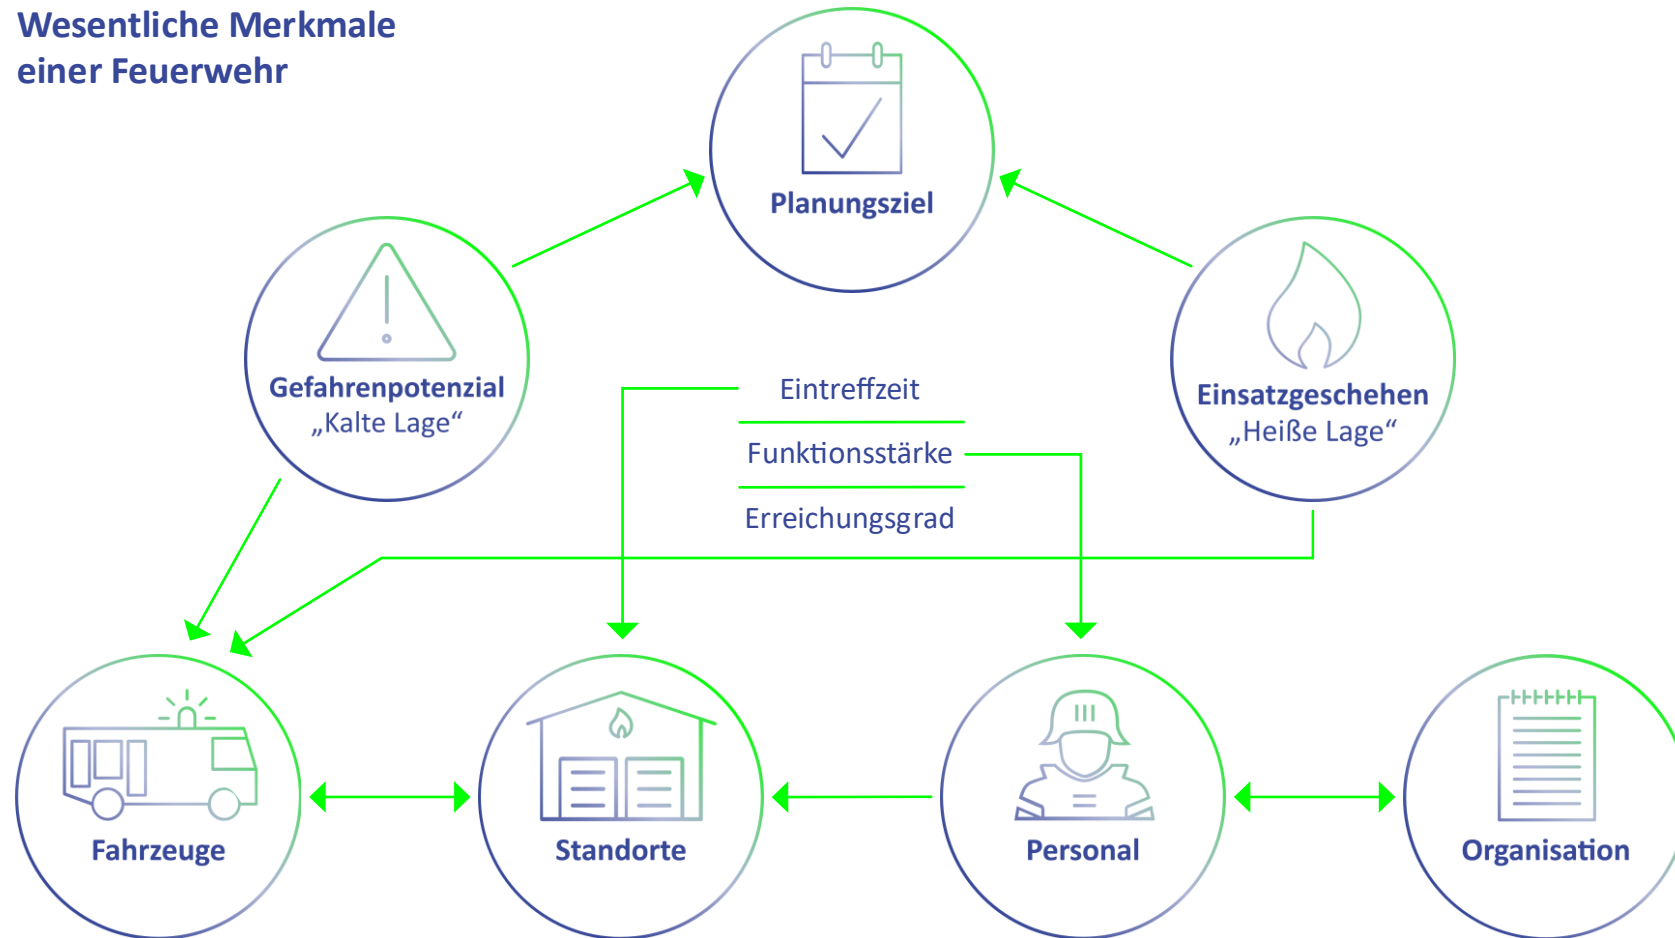 Wesentliche Merkmale
einer Feuerwehr
Planungsziel
Gefahrenpotenzial
„Kalte Lage“
Einsatzgeschehen
„Heiße Lage“
Eintreffzeit
Funktionsstärke
Erreichungsgrad
Fahrzeuge
Standorte
Personal
Organisation